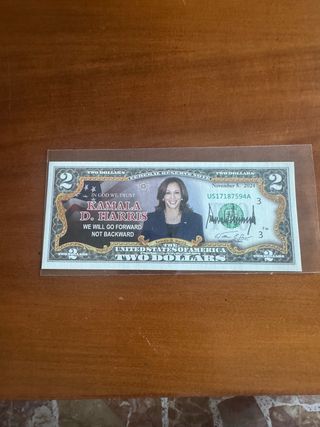 2
TWO DOLLARS
FEDERAL RESERVE NOTE
TWO DOLLARS
2
IN GOD WE TRUST
November 5, 2024
US17187594A
KAMALA
D. HARRIS
3
WE WILL GO FORWARD
NOT BACKWARD
3
THE
UNITED STATES OF AMERICA
2
TWO DOLLARS
2